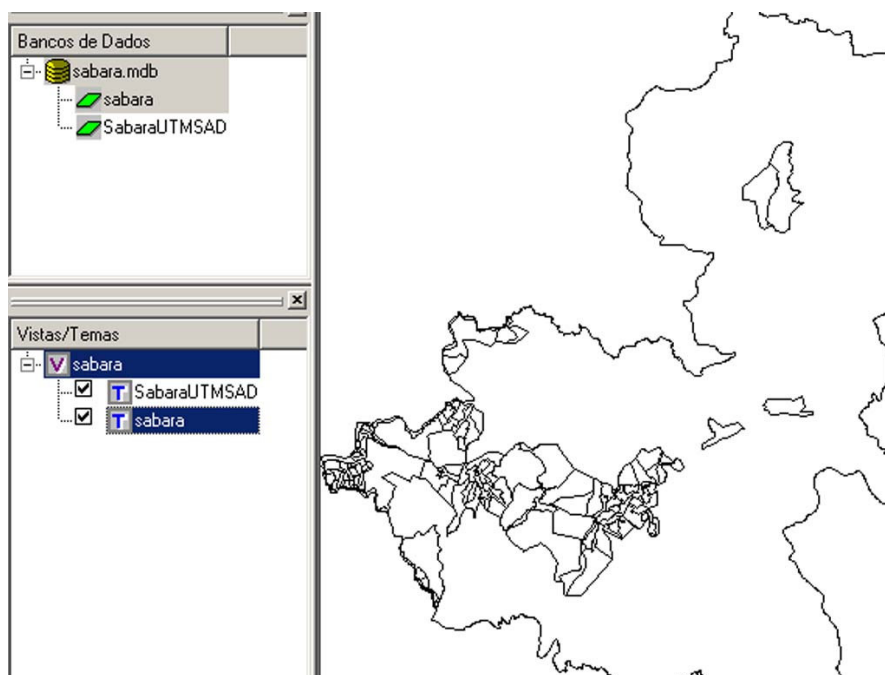 Bancos de Dados
sabara.mdb
sabara
SabaraUTMSAD
Vistas/Temas
V sabara
T SabaraUTMSAD
T sabara